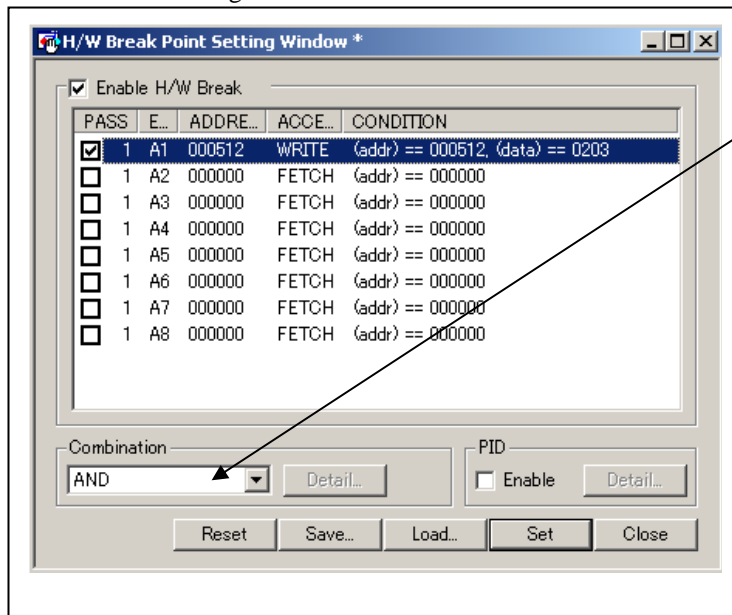 H/W Break Point Setting Window *
Enable H/W Break
PASS E... ADDRE... ACCE... CONDITION
1 A1 000512 WRITE (addr) == 000512, (data) == 0203
1 A2 000000 FETCH (addr) == 000000
1 A3 000000 FETCH (addr) == 000000
1 A4 000000 FETCH (addr) == 000000
1 A5 000000 FETCH (addr) == 000000
1 A6 000000 FETCH (addr) == 000000
1 A7 000000 FETCH (addr) == 000000
1 A8 000000 FETCH (addr) == 000000
Combination PID
AND Detail... Enable Detail...
Reset Save... Load... Set Close